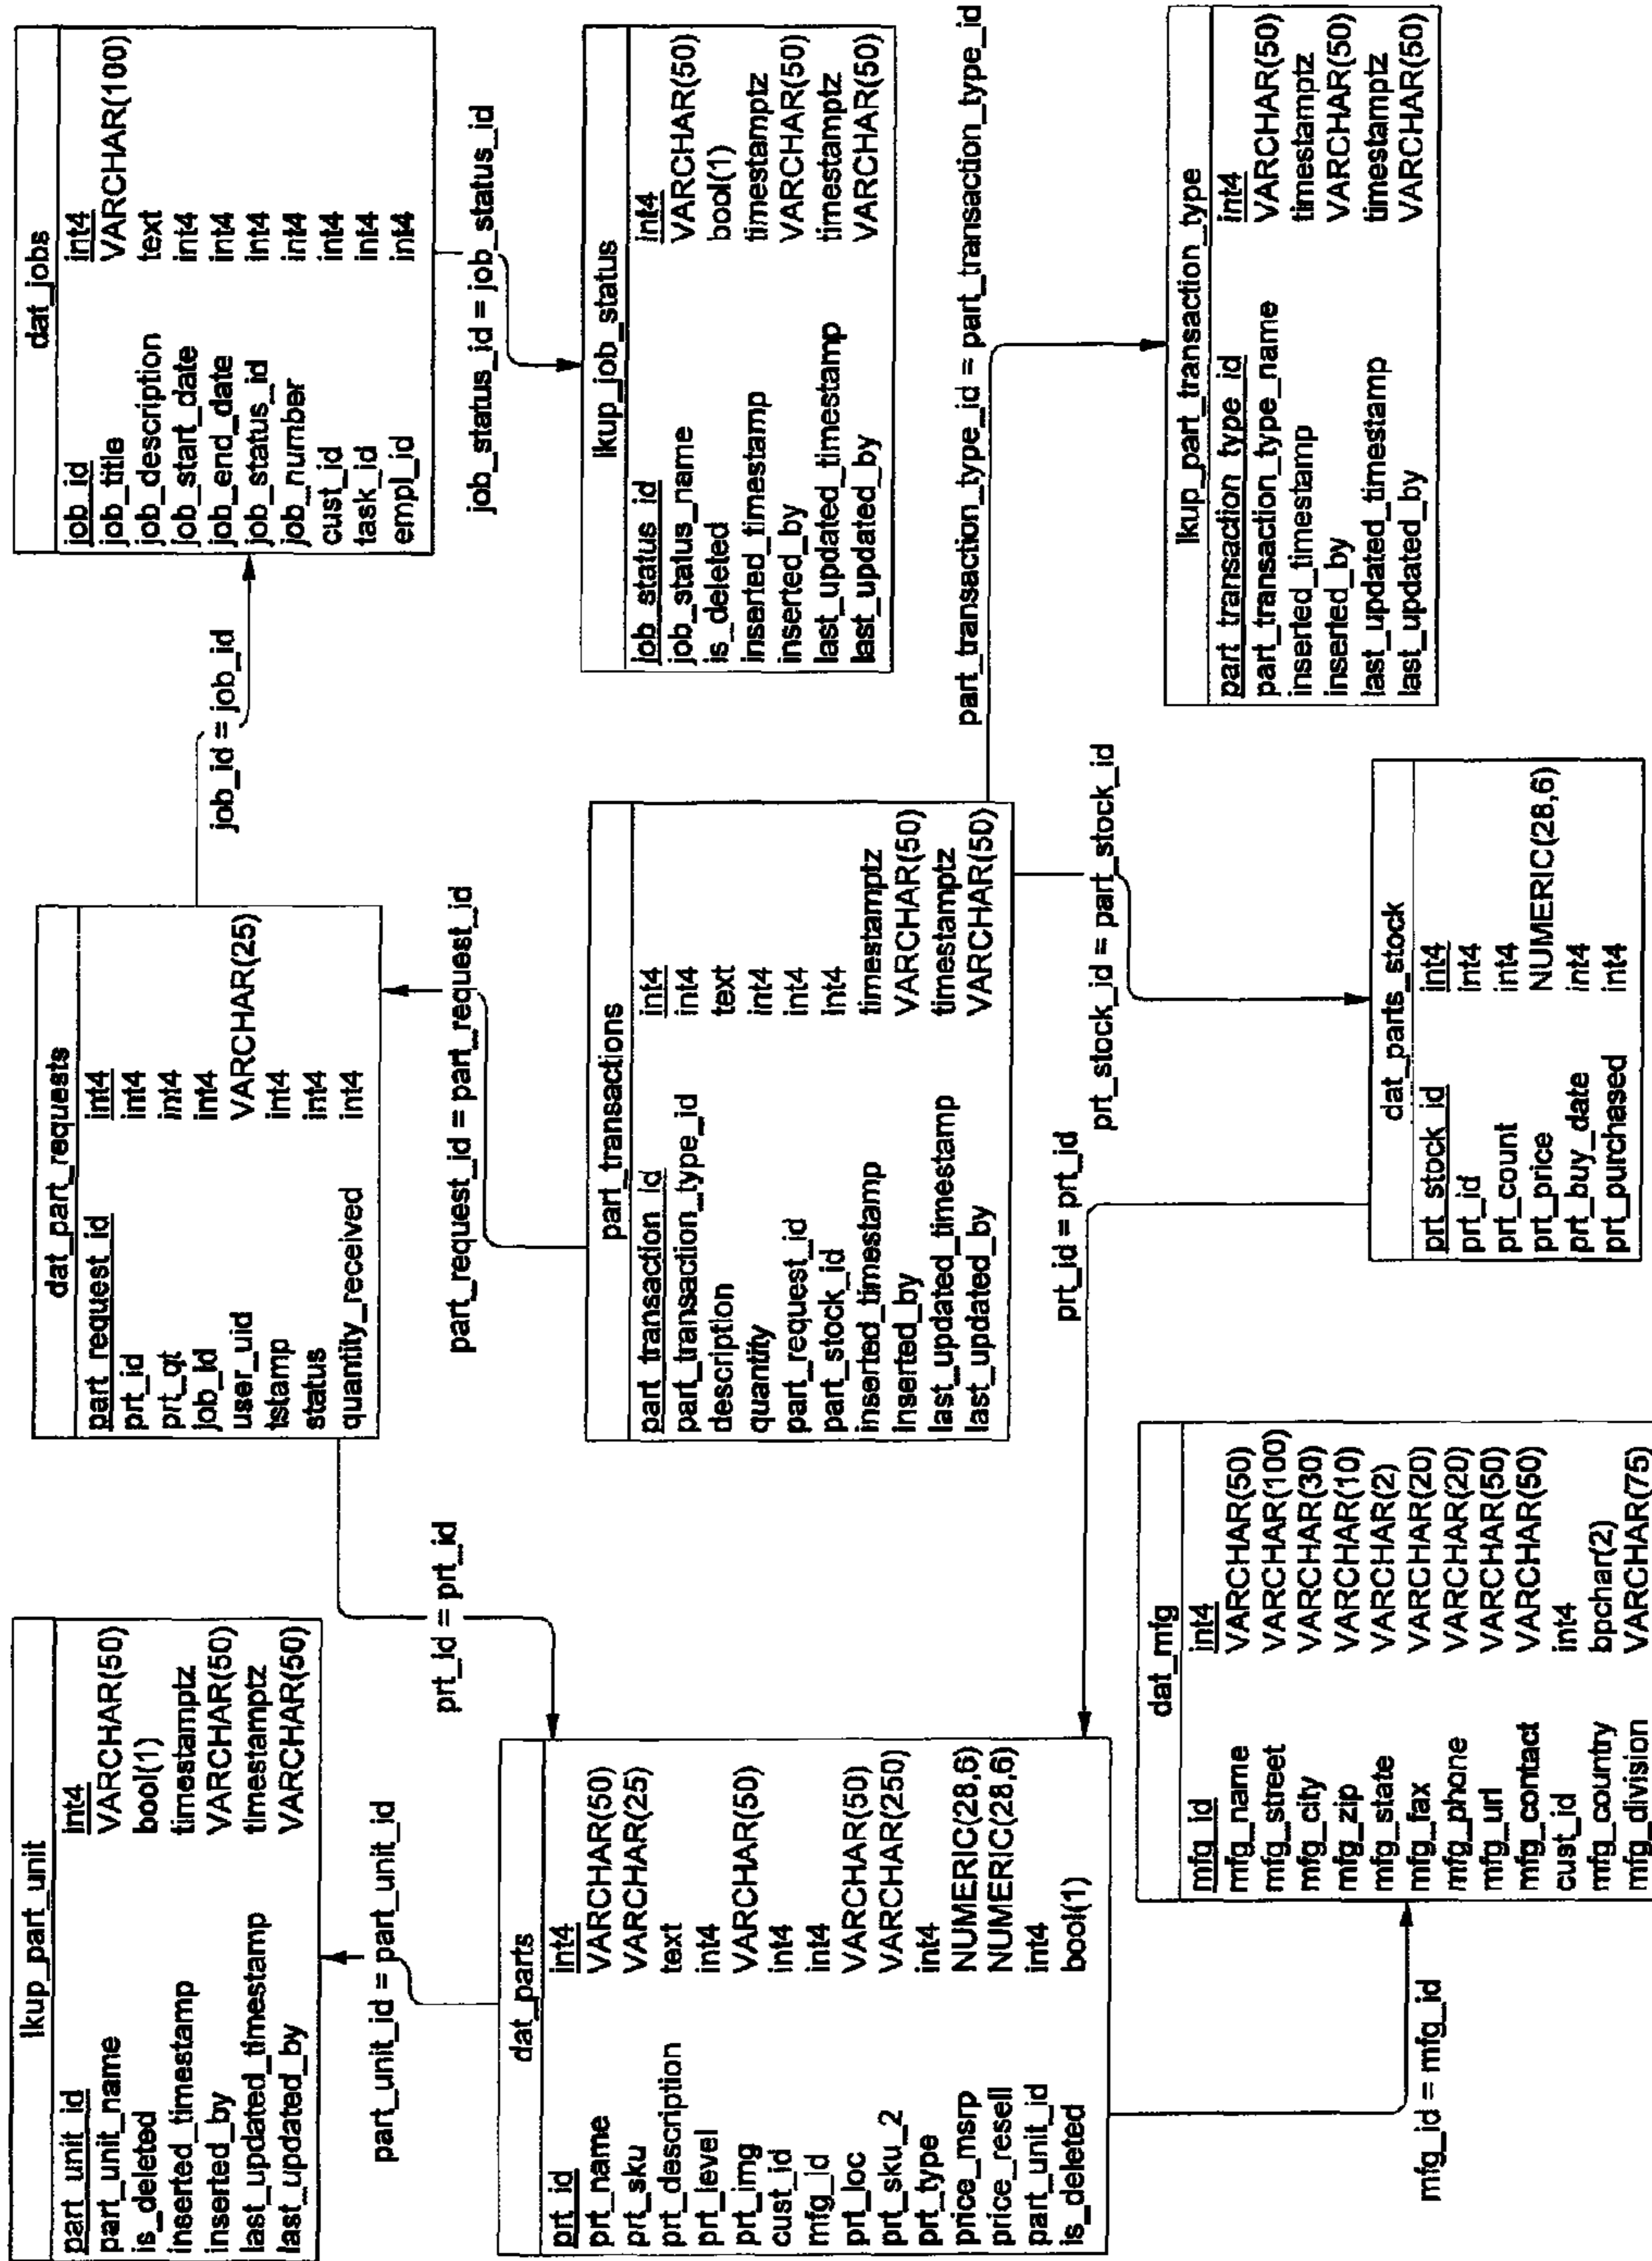 lkup_part_unit
part_unit_id int4
part_unit_name VARCHAR(50)
is_deleted bool(1)
inserted_timestamp timestamptz
inserted_by VARCHAR(50)
last_updated_timestamp timestamptz
last_updated_by VARCHAR(50)
part_unit_id = part_unit_id
dat_parts
prt_id int4
prt_name VARCHAR(50)
prt_sku VARCHAR(25)
prt_description text
prt_level int4
prt_img VARCHAR(50)
cust_id int4
mfg_id int4
prt_loc VARCHAR(50)
prt_sku_2 VARCHAR(250)
prt_type int4
price_msrp NUMERIC(28,6)
price_resell NUMERIC(28,6)
part_unit_id int4
is_deleted bool(1)
mfg_id = mfg_id
dat_mfg
mfg_id int4
mfg_name VARCHAR(50)
mfg_street VARCHAR(100)
mfg_city VARCHAR(30)
mfg_zip VARCHAR(10)
mfg_state VARCHAR(2)
mfg_fax VARCHAR(20)
mfg_phone VARCHAR(20)
mfg_url VARCHAR(50)
mfg_contact VARCHAR(50)
cust_id int4
mfg_country bpchar(2)
mfg_division VARCHAR(75)
prt_id = prt_id
dat_part_requests
part_request_id int4
prt_id int4
prt_qt int4
job_id int4
user_uid VARCHAR(25)
tstamp int4
status int4
quantity_received int4
part_request_id = part_request_id
part_transactions
part_transaction_id int4
part_transaction_type_id int4
description text
quantity int4
part_request_id int4
part_stock_id int4
inserted_timestamp timestamptz
inserted_by VARCHAR(50)
last_updated_timestamp timestamptz
last_updated_by VARCHAR(50)
prt_id = prt_id
prt_stock_id = part_stock_id
dat_parts_stock
prt_stock_id int4
prt_id int4
prt_count int4
prt_price NUMERIC(28,6)
prt_buy_date int4
prt_purchased int4
job_id = job_id
dat_jobs
job_id int4
job_title VARCHAR(100)
job_description text
job_start_date int4
job_end_date int4
job_status_id int4
job_number int4
cust_id int4
task_id int4
empl_id int4
job_status_id = job_status_id
lkup_job_status
job_status_id int4
job_status_name VARCHAR(50)
is_deleted bool(1)
inserted_timestamp timestamptz
inserted_by VARCHAR(50)
last_updated_timestamp timestamptz
last_updated_by VARCHAR(50)
part_transaction_type_id = part_transaction_type_id
lkup_part_transaction_type
part_transaction_type_id int4
part_transaction_type_name VARCHAR(50)
inserted_timestamp timestamptz
inserted_by VARCHAR(50)
last_updated_timestamp timestamptz
last_updated_by VARCHAR(50)